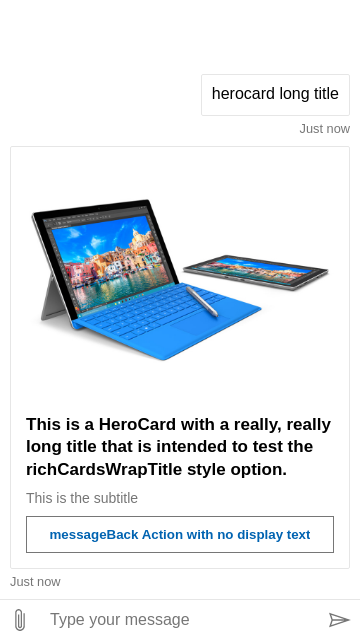 herocard long title
Just now
This is a HeroCard with a really, really
long title that is intended to test the
richCardsWrapTitle style option.
This is the subtitle
messageBack Action with no display text
Just now
Type your message